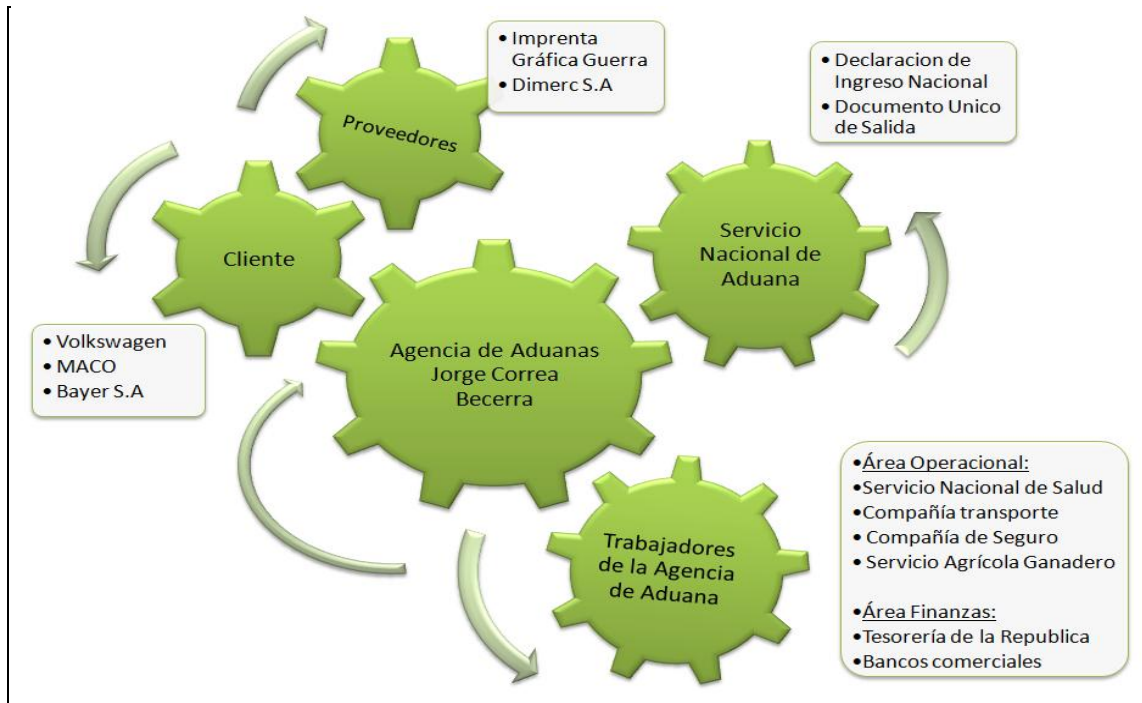 • Imprenta
Gráfica Guerra
• Dimerc S.A
Proveedores
• Declaracion de
Ingreso Nacional
• Documento Unico
de Salida
Cliente
Servicio
Nacional de
Aduana
• Volkswagen
• MACO
• Bayer S.A
Agencia de Aduanas
Jorge Correa
Becerra
Trabajadores
de la Agencia
de Aduana
•Área Operacional:
•Servicio Nacional de Salud
•Compañía transporte
• Compañía de Seguro
• Servicio Agrícola Ganadero
•Área Finanzas:
•Tesorería de la Republica
•Bancos comerciales